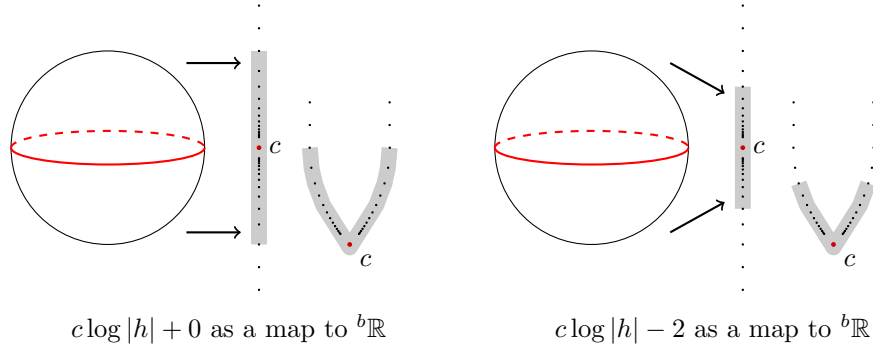 c
c
c log |h| + 0 as a map to ᵇℝ
c
c
c log |h| − 2 as a map to ᵇℝ